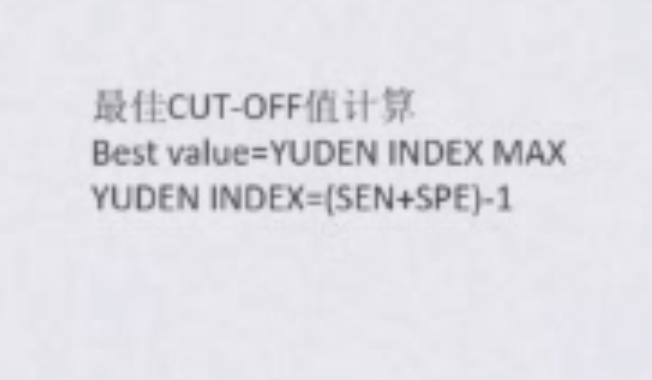 最佳CUT-OFF值计算
Best value=YUDEN INDEX MAX
YUDEN INDEX=(SEN+SPE)-1